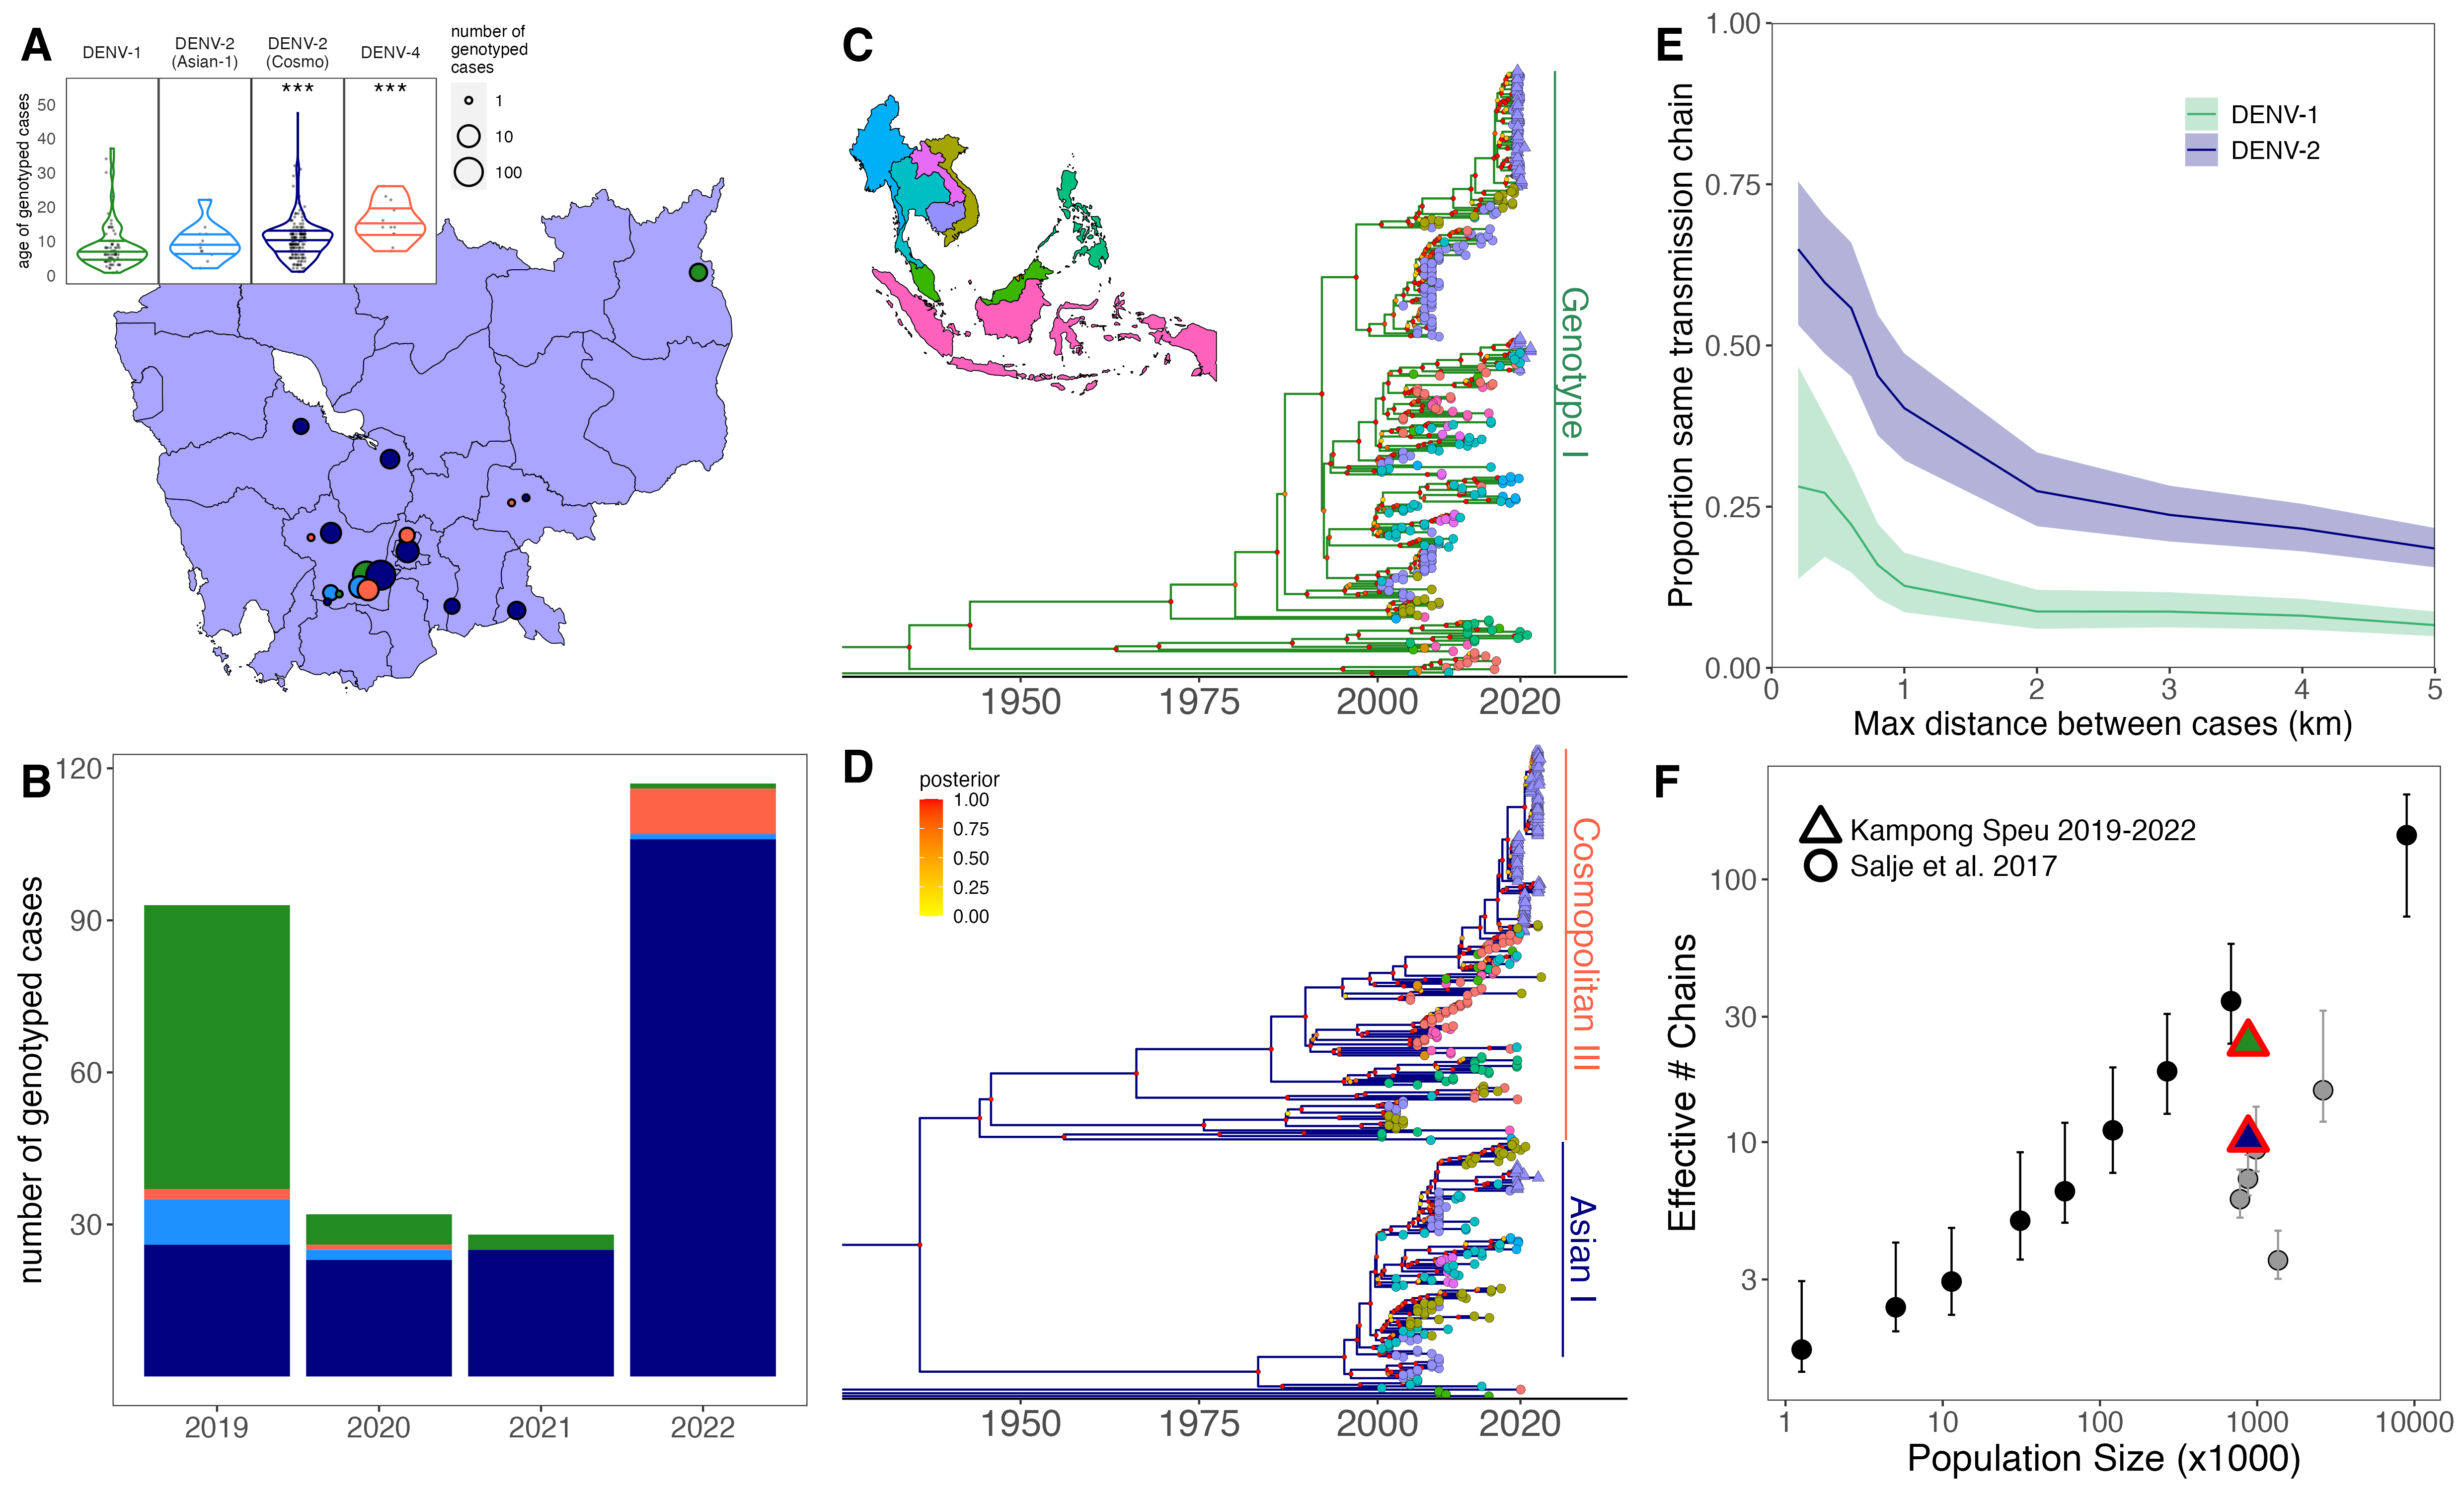 A
DENV-1
DENV-2
(Asian-1)
DENV-2
(Cosmo)
DENV-4
number of
genotyped
cases
1
10
100
***
***
age of genotyped cases
50
40
30
20
10
0
B
number of genotyped cases
120
90
60
30
2019
2020
2021
2022
C
Genotype I
1950
1975
2000
2020
D
posterior
1.00
0.75
0.50
0.25
0.00
Cosmopolitan III
Asian I
1950
1975
2000
2020
E
Proportion same transmission chain
1.00
0.75
0.50
0.25
0.00
DENV-1
DENV-2
0
1
2
3
4
5
Max distance between cases (km)
F
Kampong Speu 2019-2022
Salje et al. 2017
Effective # Chains
100
30
10
3
1
10
100
1000
10000
Population Size (x1000)